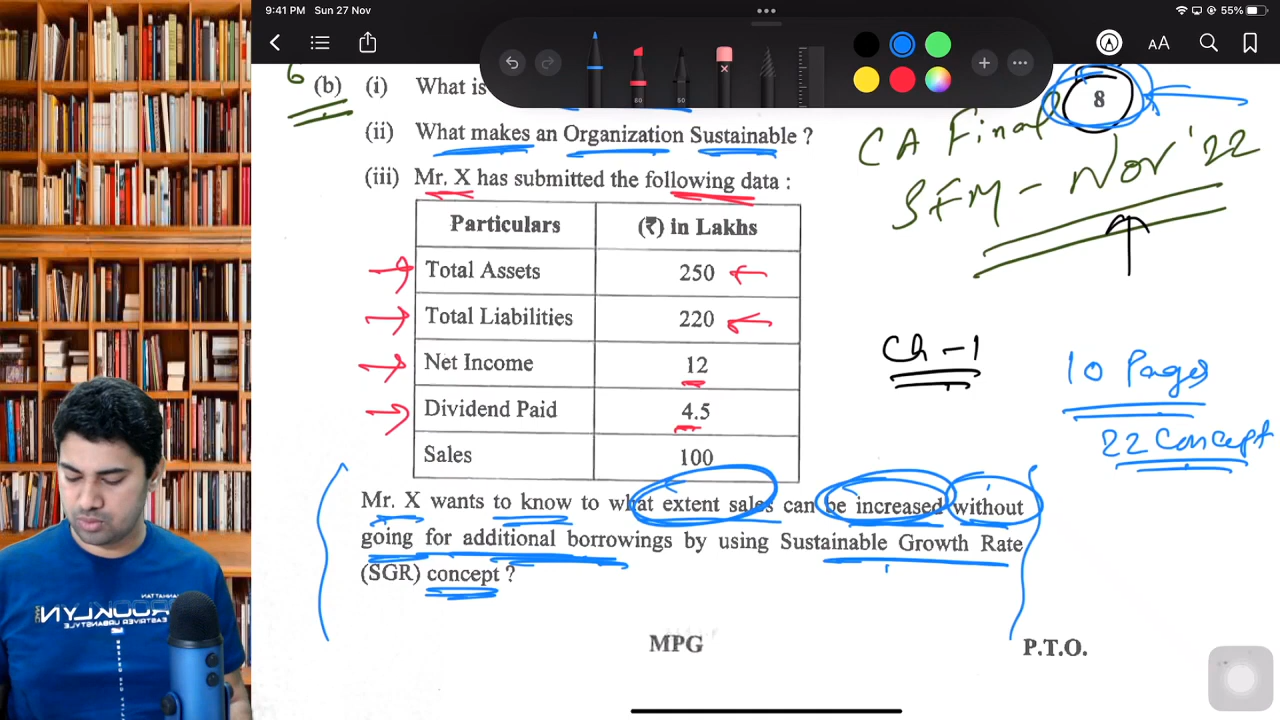 9:41 PM Sun 27 Nov
55%
AA
80
50
6
(b) (i) What is
8
(ii) What makes an Organization Sustainable ?
CA Final
SFM - Nov '22
(iii) Mr. X has submitted the following data :
Particulars (₹) in Lakhs
Total Assets 250
Total Liabilities 220
Net Income 12
Dividend Paid 4.5
Sales 100
Ch - 1
10 Pages
22 Concept
Mr. X wants to know to what extent sales can be increased without
going for additional borrowings by using Sustainable Growth Rate
(SGR) concept ?
MPG
P.T.O.